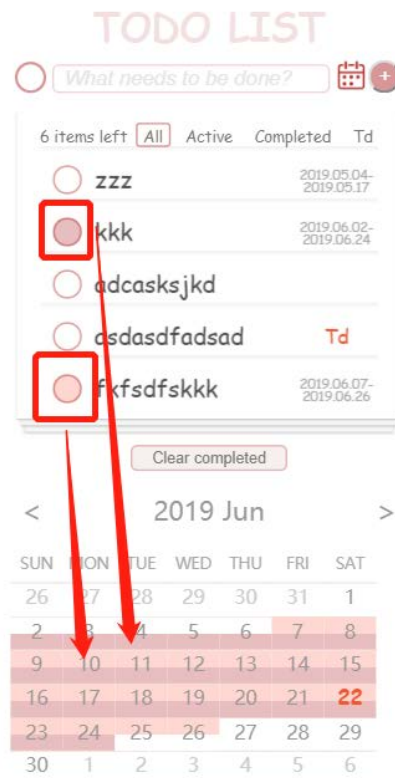 TODO LIST
What needs to be done?
+
6 items left All Active Completed Td
zzz 2019.05.04-
2019.05.17
kkk 2019.06.02-
2019.06.24
adcasksjkd
asdasdfadsad Td
fkfsdfskkk 2019.06.07-
2019.06.26
Clear completed
< 2019 Jun >
SUN MON TUE WED THU FRI SAT
26 27 28 29 30 31 1
2 3 4 5 6 7 8
9 10 11 12 13 14 15
16 17 18 19 20 21 22
23 24 25 26 27 28 29
30 1 2 3 4 5 6